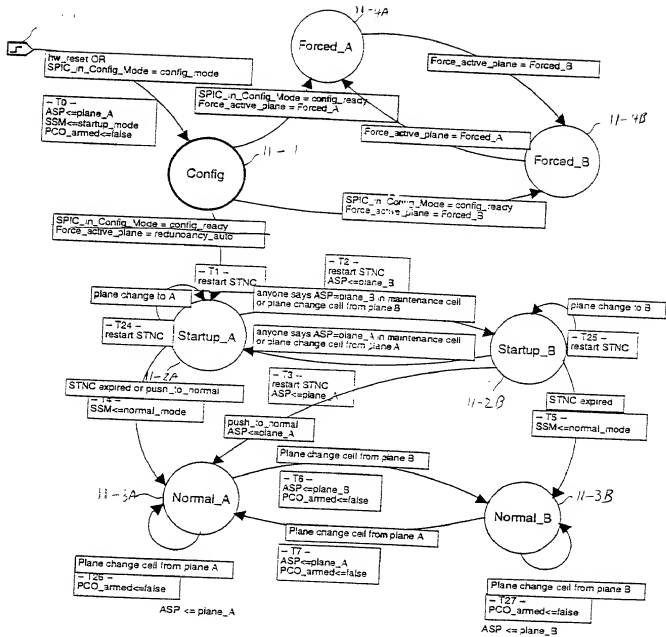 11-4A
Forced_A
hw_reset OR
SPIC_in_Config_Mode = config_mode
Force_active_plane = Forced_B
-- T0 --
ASP<=plane_A
SSM<=startup_mode
PCO_armed<=false
SPIC_in_Config_Mode = config_ready
Force_active_plane = Forced_A
11-4B
Force_active_plane = Forced_A
11-1
Config
Forced_B
SPIC_in_Config_Mode = config_ready
Force_active_plane = Forced_B
SPIC_in_Config_Mode = config_ready
Force_active_plane = redundancy_auto
-- T1 --
restart STNC
-- T2 --
restart STNC
ASP<=plane_B
plane change to A
anyone says ASP=plane_B in maintenance cell
or plane change cell from plane B
plane change to B
-- T24 --
restart STNC
Startup_A
anyone says ASP=plane_A in maintenance cell
or plane change cell from plane A
Startup_B
-- T25 --
restart STNC
11-2A
-- T3 --
restart STNC
ASP<=plane_A
11-2B
STNC expired or push_to_normal
-- T4 --
SSM<=normal_mode
STNC expired
-- T5 --
SSM<=normal_mode
push_to_normal
ASP<=plane_A
Plane change cell from plane B
11-3A
Normal_A
-- T6 --
ASP<=plane_B
PCO_armed<=false
11-3B
Normal_B
Plane change cell from plane A
-- T7 --
ASP<=plane_A
PCO_armed<=false
Plane change cell from plane A
-- T26 --
PCO_armed<=false
ASP <= plane_A
Plane change cell from plane B
-- T27 --
PCO_armed<=false
ASP <= plane_B